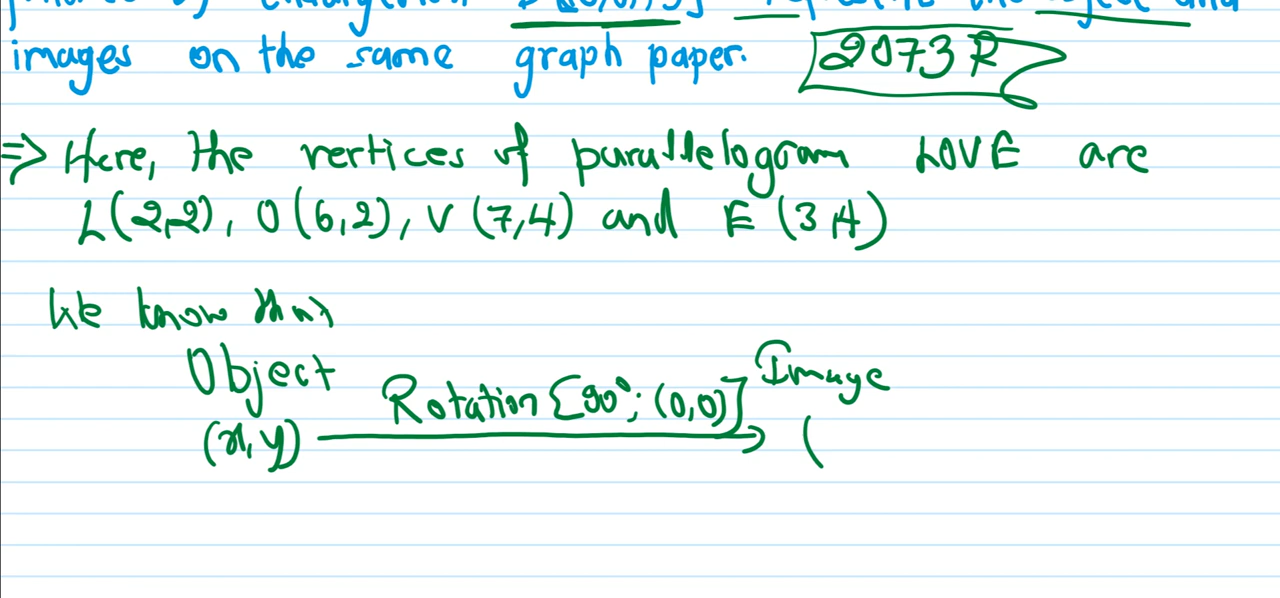 images on the same graph paper. 2073 R
=> Here, the vertices of parallelogram LOVE are
L(2,2), O(6,2), V(7,4) and E(3,4)
We know that
Object Rotation [90°; (0,0)] Image
(x, y) (